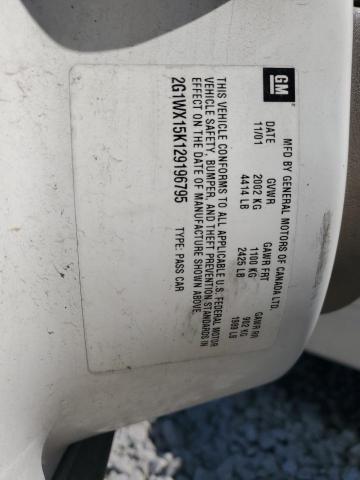 GM
MFD BY GENERAL MOTORS OF CANADA LTD.
DATE GVWR GAWR FRT GAWR RR
11/01 2002 KG 1100 KG 902 KG
4414 LB 2425 LB 1989 LB
THIS VEHICLE CONFORMS TO ALL APPLICABLE U.S. FEDERAL MOTOR
VEHICLE SAFETY, BUMPER, AND THEFT PREVENTION STANDARDS IN
EFFECT ON THE DATE OF MANUFACTURE SHOWN ABOVE.
2G1WX15K129196795 TYPE: PASS CAR